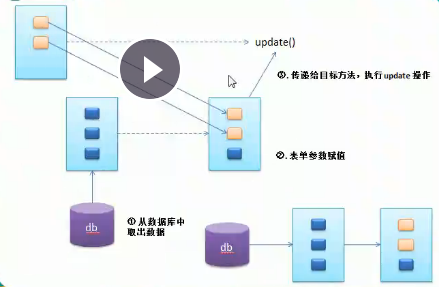 update()
③. 传递给目标方法，执行 update 操作
②. 表单参数赋值
① 从数据库中
取出数据
db
db